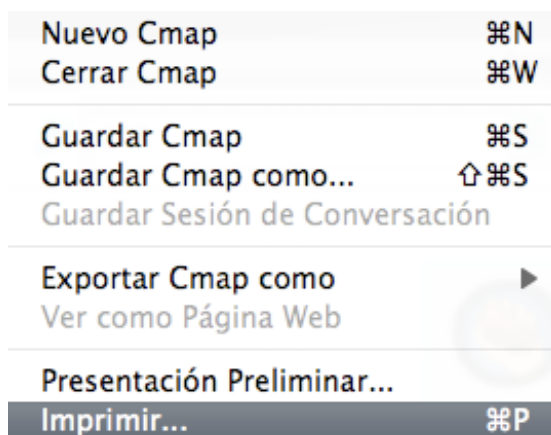 Nuevo Cmap ⌘N
Cerrar Cmap ⌘W
Guardar Cmap ⌘S
Guardar Cmap como... ⇧⌘S
Guardar Sesión de Conversación
Exportar Cmap como ▶
Ver como Página Web
Presentación Preliminar...
Imprimir... ⌘P